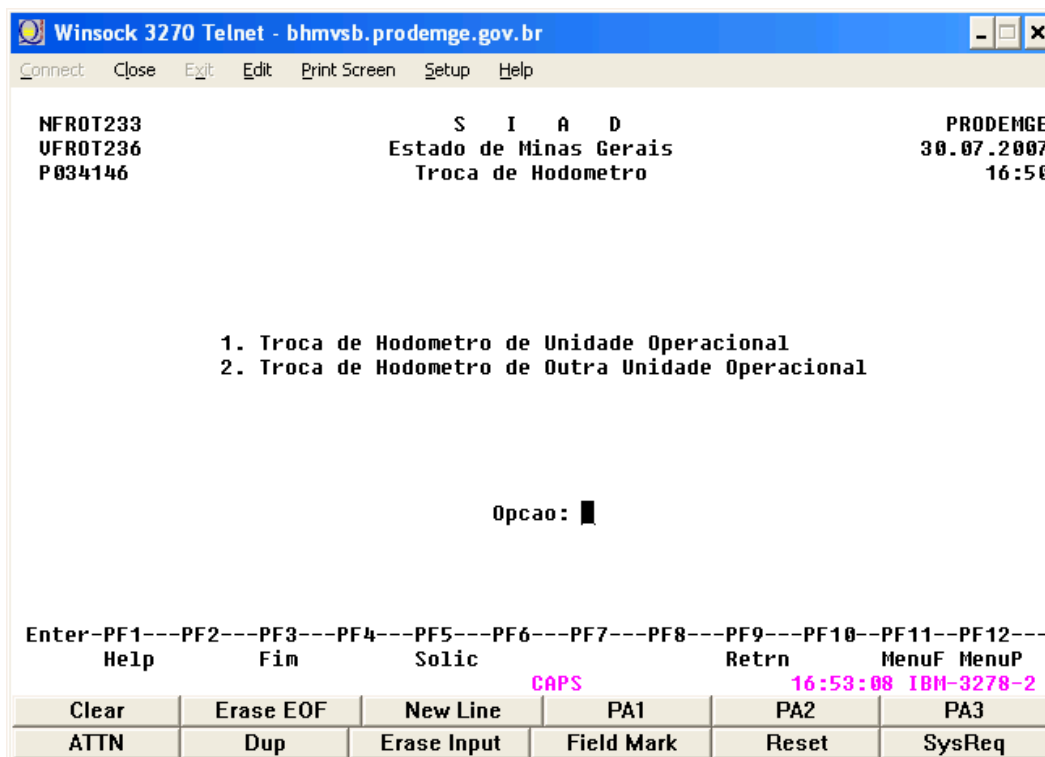 Winsock 3270 Telnet - bhmvsb.prodemge.gov.br
Connect Close Exit Edit Print Screen Setup Help
NFROT233 S I A D PRODEMGE
VFROT236 Estado de Minas Gerais 30.07.2007
P034146 Troca de Hodometro 16:50
1. Troca de Hodometro de Unidade Operacional
2. Troca de Hodometro de Outra Unidade Operacional
Opcao:
Enter-PF1---PF2---PF3---PF4---PF5---PF6---PF7---PF8---PF9---PF10--PF11--PF12---
Help Fim Solic Retrn MenuF MenuP
CAPS 16:53:08 IBM-3278-2
Clear Erase EOF New Line PA1 PA2 PA3
ATTN Dup Erase Input Field Mark Reset SysReq